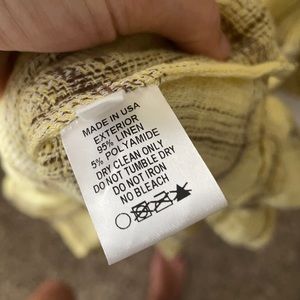 MADE IN USA
EXTERIOR
95% LINEN
5% POLYAMIDE
DRY CLEAN ONLY
DO NOT TUMBLE DRY
DO NOT IRON
NO BLEACH